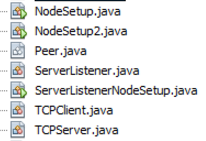 NodeSetup.java
NodeSetup2.java
Peer.java
ServerListener.java
ServerListenerNodeSetup.java
TCPClient.java
TCPServer.java